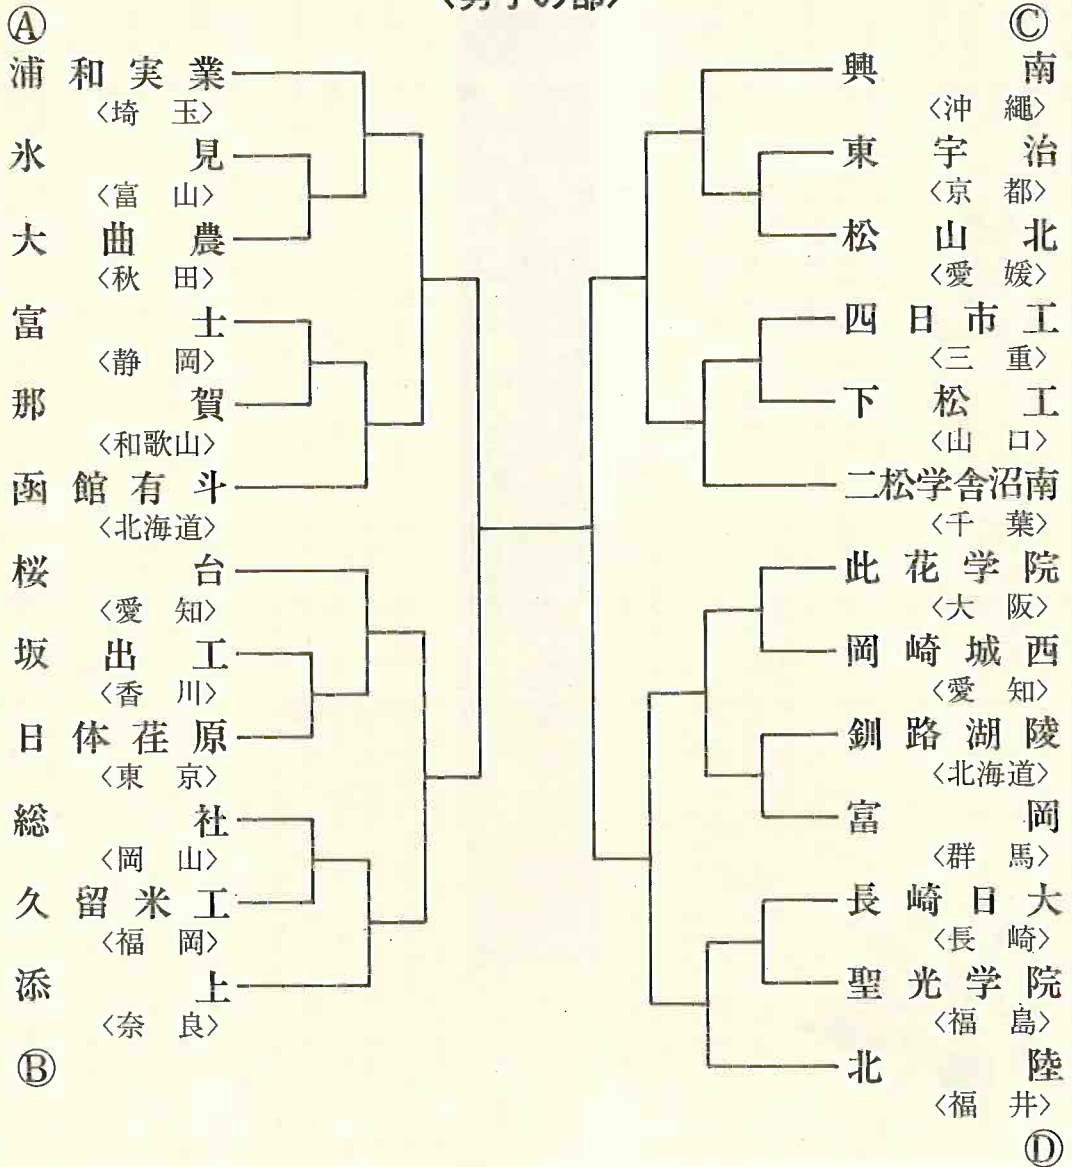 〈男子の部〉
Ⓐ
浦和実業
〈埼玉〉
氷見
〈富山〉
大曲農
〈秋田〉
富士
〈静岡〉
那賀
〈和歌山〉
函館有斗
〈北海道〉
桜台
〈愛知〉
坂出工
〈香川〉
日体荏原
〈東京〉
総社
〈岡山〉
久留米工
〈福岡〉
添上
〈奈良〉
Ⓑ
Ⓒ
興南
〈沖縄〉
東宇治
〈京都〉
松山北
〈愛媛〉
四日市工
〈三重〉
下松工
〈山口〉
二松学舎沼南
〈千葉〉
此花学院
〈大阪〉
岡崎城西
〈愛知〉
釧路湖陵
〈北海道〉
富岡
〈群馬〉
長崎日大
〈長崎〉
聖光学院
〈福島〉
北陸
〈福井〉
Ⓓ